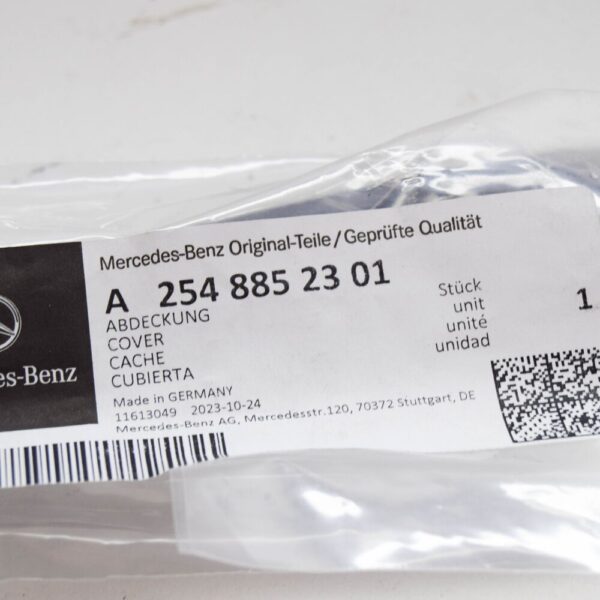 Mercedes-Benz Original-Teile/Geprüfte Qualität
A 254 885 23 01
ABDECKUNG
COVER
CACHE
CUBIERTA
Stück
unit
unité
unidad
1
Made in GERMANY
11613049 2023-10-24
Mercedes-Benz AG, Mercedesstr.120, 70372 Stuttgart, DE
es-Benz